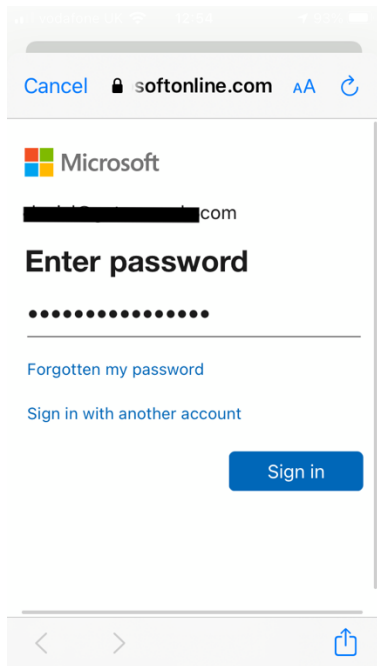 Cancel softonline.com AA
Microsoft
com
Enter password
••••••••••••••••
Forgotten my password
Sign in with another account
Sign in